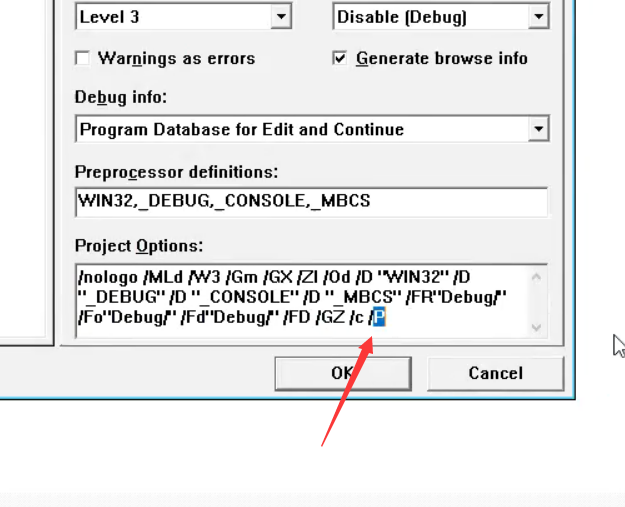 Level 3
Disable (Debug)
Warnings as errors
Generate browse info
Debug info:
Program Database for Edit and Continue
Preprocessor definitions:
WIN32,_DEBUG,_CONSOLE,_MBCS
Project Options:
/nologo /MLd /W3 /Gm /GX /ZI /Od /D "WIN32" /D
"_DEBUG" /D "_CONSOLE" /D "_MBCS" /FR"Debug/"
/Fo"Debug/" /Fd"Debug/" /FD /GZ /c /P
OK
Cancel